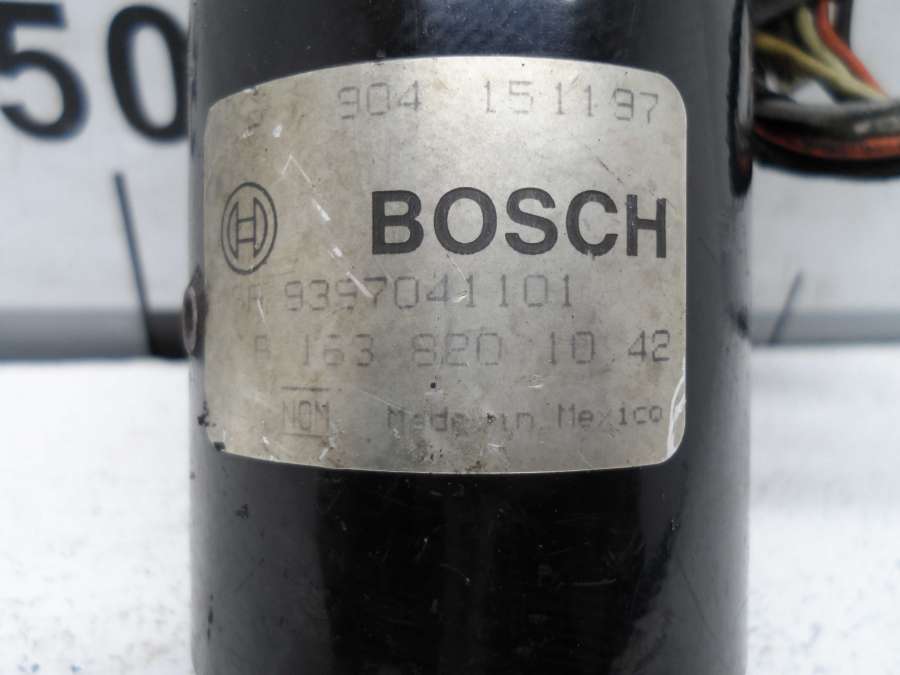 50
904 151197
BOSCH
9397041101
A 163 820 10 42
NOM Made in Mexico